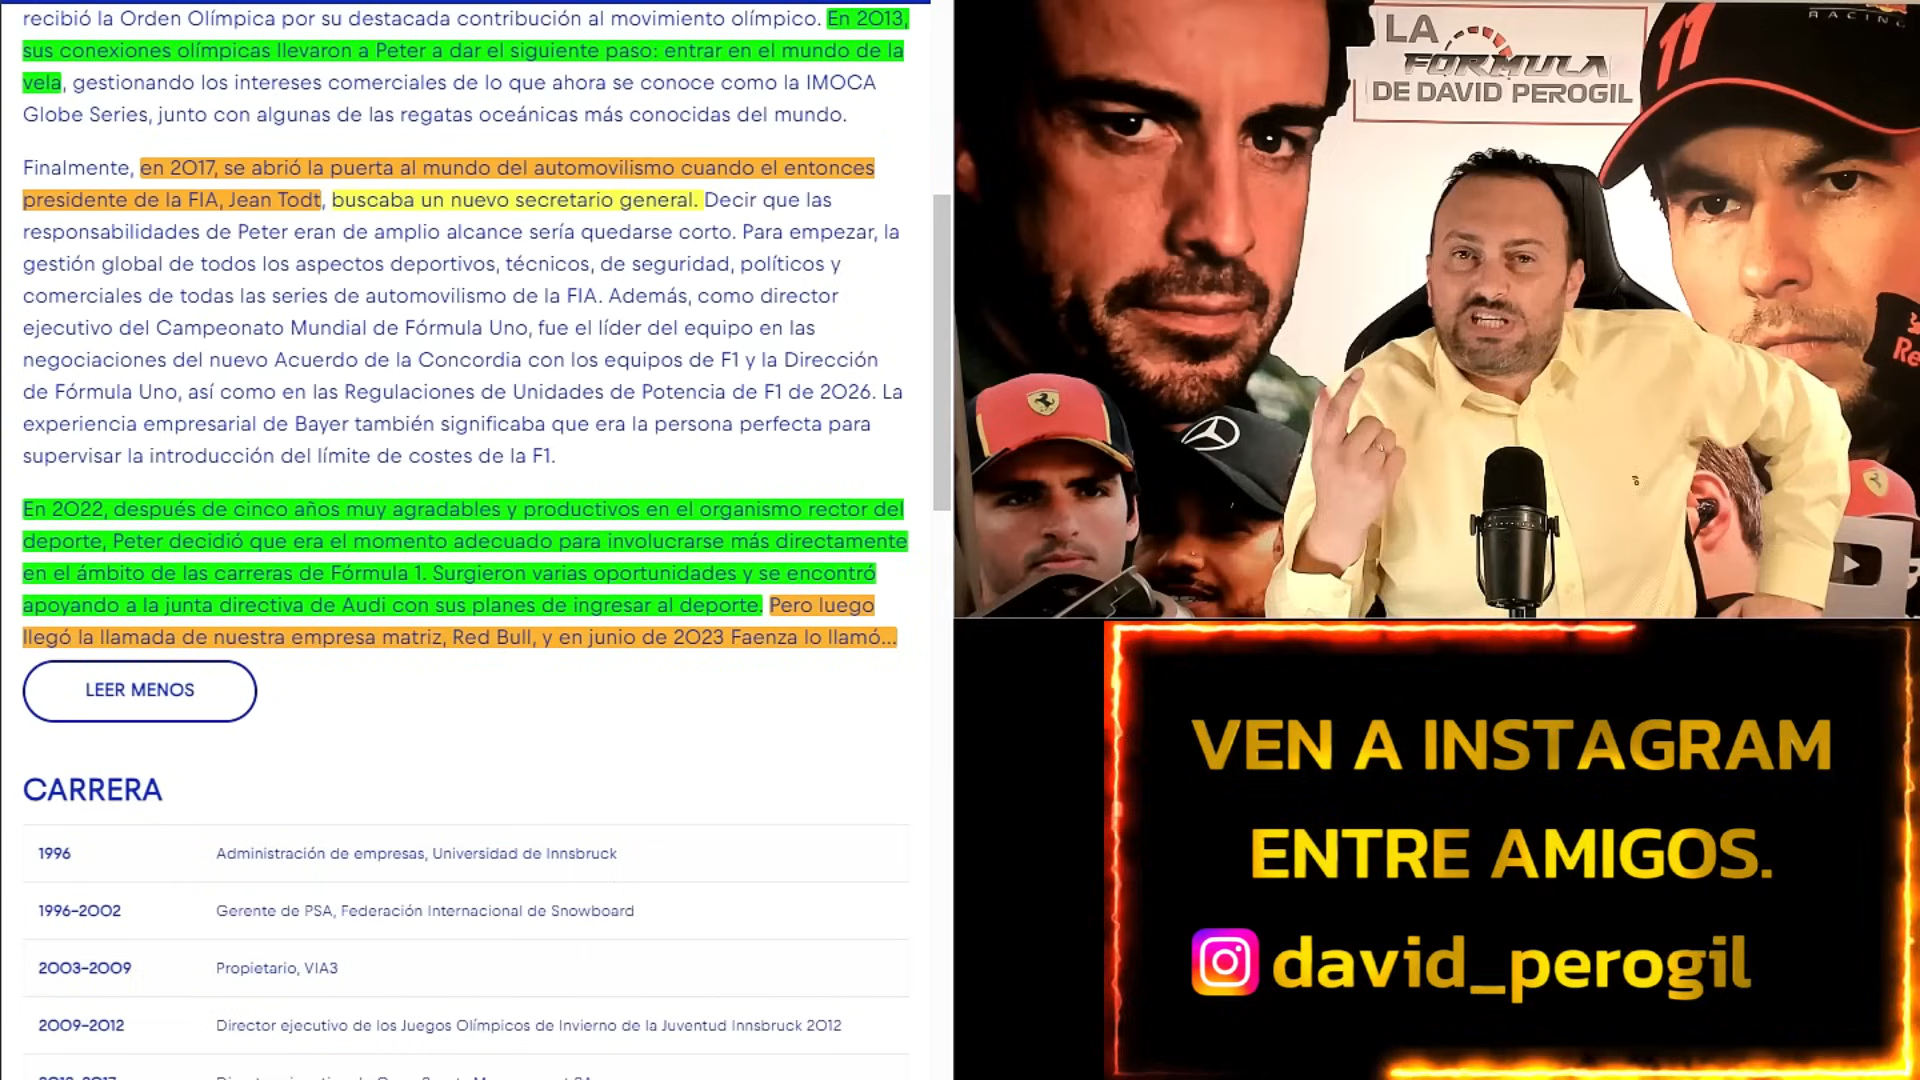 recibió la Orden Olímpica por su destacada contribución al movimiento olímpico. En 2013,
sus conexiones olímpicas llevaron a Peter a dar el siguiente paso: entrar en el mundo de la
vela, gestionando los intereses comerciales de lo que ahora se conoce como la IMOCA
Globe Series, junto con algunas de las regatas oceánicas más conocidas del mundo.
Finalmente, en 2017, se abrió la puerta al mundo del automovilismo cuando el entonces
presidente de la FIA, Jean Todt, buscaba un nuevo secretario general. Decir que las
responsabilidades de Peter eran de amplio alcance sería quedarse corto. Para empezar, la
gestión global de todos los aspectos deportivos, técnicos, de seguridad, políticos y
comerciales de todas las series de automovilismo de la FIA. Además, como director
ejecutivo del Campeonato Mundial de Fórmula Uno, fue el líder del equipo en las
negociaciones del nuevo Acuerdo de la Concordia con los equipos de F1 y la Dirección
de Fórmula Uno, así como en las Regulaciones de Unidades de Potencia de F1 de 2026. La
experiencia empresarial de Bayer también significaba que era la persona perfecta para
supervisar la introducción del límite de costes de la F1.
En 2022, después de cinco años muy agradables y productivos en el organismo rector del
deporte, Peter decidió que era el momento adecuado para involucrarse más directamente
en el ámbito de las carreras de Fórmula 1. Surgieron varias oportunidades y se encontró
apoyando a la junta directiva de Audi con sus planes de ingresar al deporte. Pero luego
llegó la llamada de nuestra empresa matriz, Red Bull, y en junio de 2023 Faenza lo llamó...
LEER MENOS
CARRERA
1996 Administración de empresas, Universidad de Innsbruck
1996-2002 Gerente de PSA, Federación Internacional de Snowboard
2003-2009 Propietario, VIA3
2009-2012 Director ejecutivo de los Juegos Olímpicos de Invierno de la Juventud Innsbruck 2012
LA
FÓRMULA
DE DAVID PEROGIL
11
RACING
Re
VEN A INSTAGRAM
ENTRE AMIGOS.
david_perogil